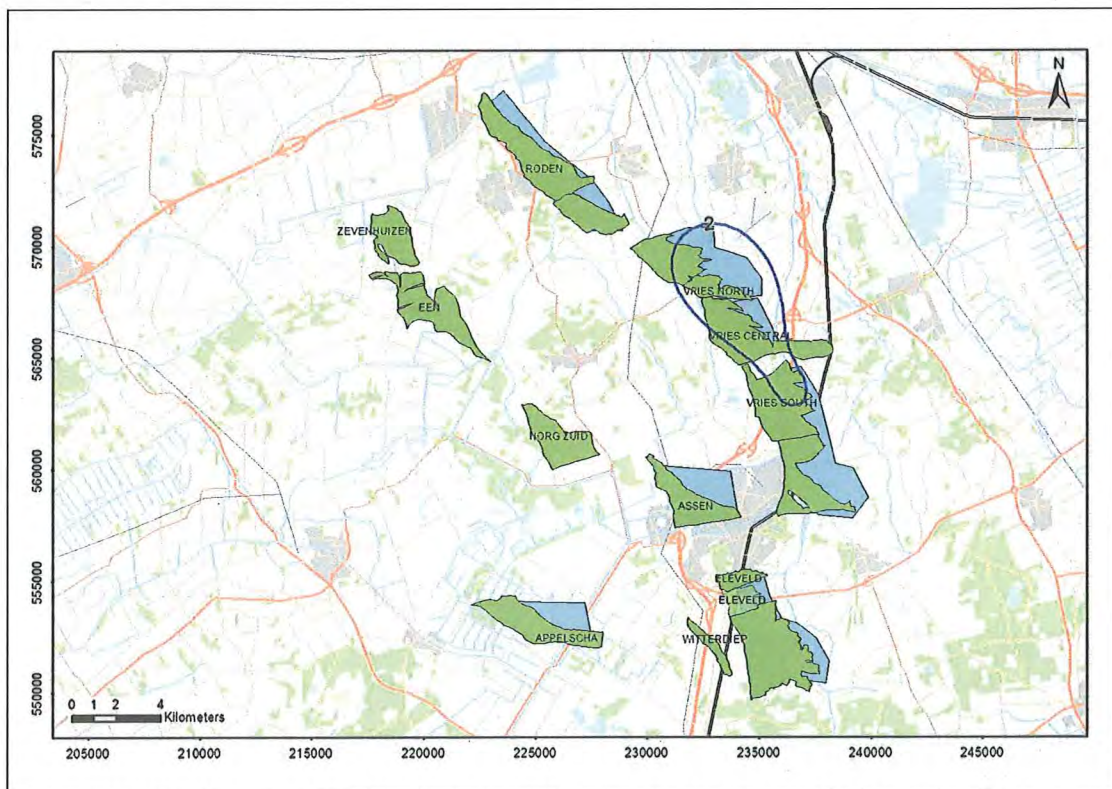 N
575000
570000
565000
560000
555000
550000
RODEN
ZEVENHUIZEN
2
EEN
VRIES NORTH
VRIES CENTRAL
VRIES SOUTH
NORG ZUID
ASSEN
ELEVELD
ELEVELD
APPELSCHA
WITTERDIEP
0 1 2 4
Kilometers
205000 210000 215000 220000 225000 230000 235000 240000 245000